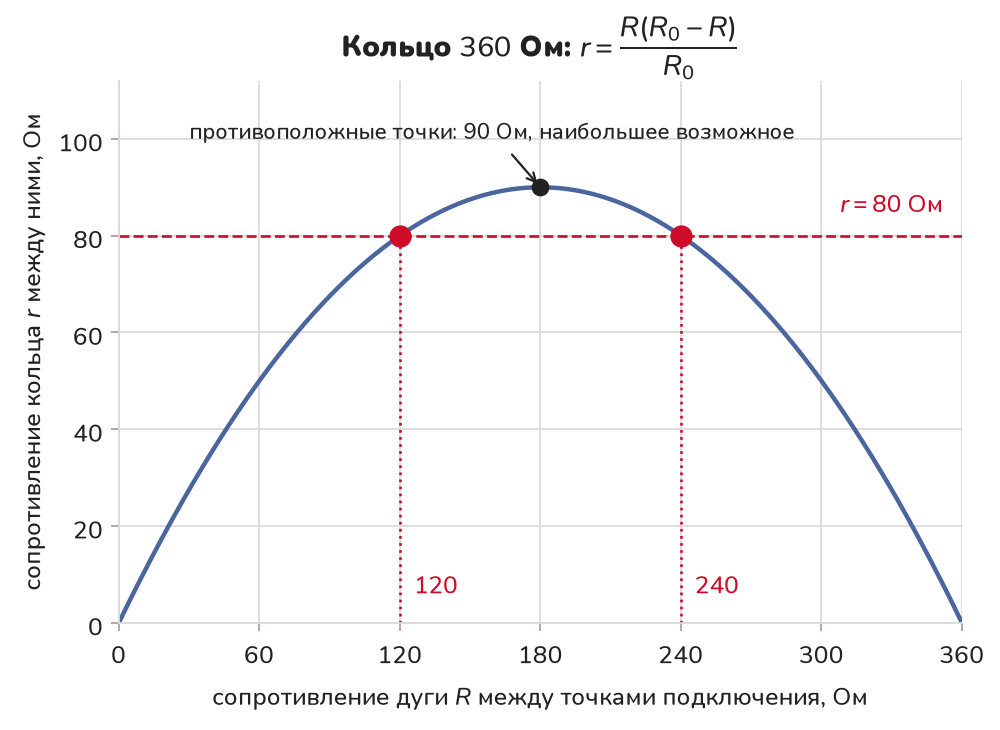 Кольцо 360 Ом: r = R(R₀ − R) / R₀
противоположные точки: 90 Ом, наибольшее возможное
r = 80 Ом
сопротивление кольца r между ними, Ом
100
80
60
40
20
0
120
240
0 60 120 180 240 300 360
сопротивление дуги R между точками подключения, Ом